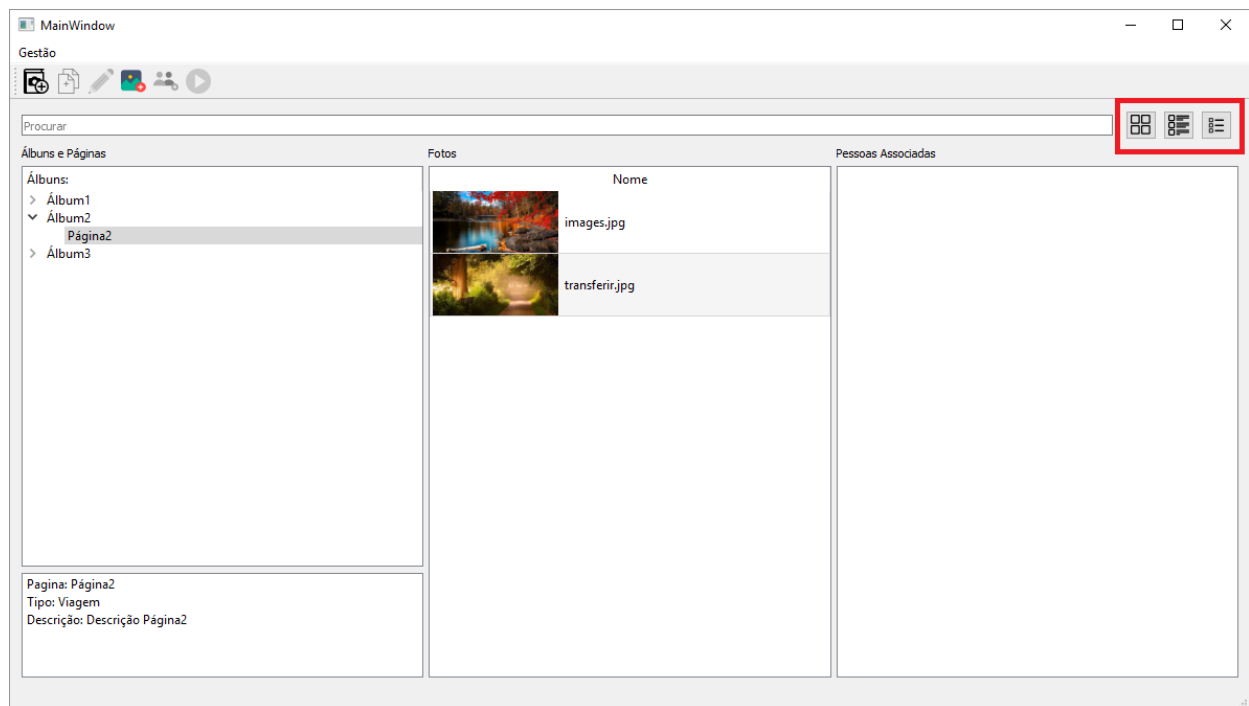 MainWindow
Gestão
Procurar
Álbuns e Páginas
Fotos
Pessoas Associadas
Álbuns:
Álbum1
Álbum2
Página2
Álbum3
Nome
images.jpg
transferir.jpg
Pagina: Página2
Tipo: Viagem
Descrição: Descrição Página2